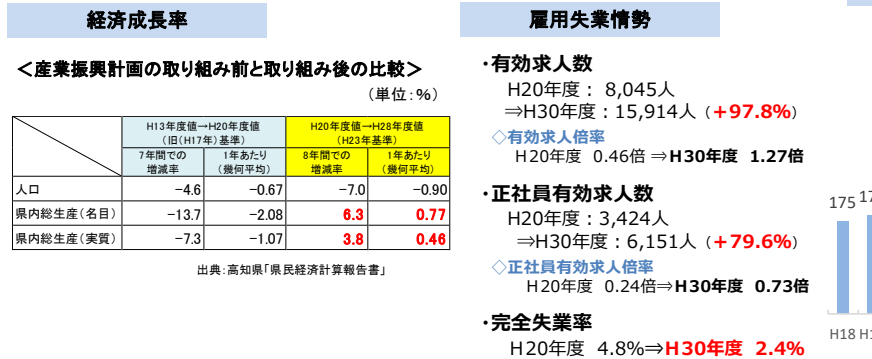 経済成長率
＜産業振興計画の取り組み前と取り組み後の比較＞
（単位：％）
H13年度値→H20年度値
（旧（H17年）基準）
H20年度値→H28年度値
（H23年基準）
7年間での
増減率
1年あたり
（幾何平均）
8年間での
増減率
1年あたり
（幾何平均）
人口 −4.6 −0.67 −7.0 −0.90
県内総生産（名目） −13.7 −2.08 6.3 0.77
県内総生産（実質） −7.3 −1.07 3.8 0.46
出典：高知県「県民経済計算報告書」
雇用失業情勢
・有効求人数
H20年度： 8,045人
⇒H30年度：15,914人（＋97.8％）
◇有効求人倍率
H20年度 0.46倍 ⇒H30年度 1.27倍
・正社員有効求人数
H20年度：3,424人
⇒H30年度：6,151人（＋79.6％）
◇正社員有効求人倍率
H20年度 0.24倍⇒H30年度 0.73倍
・完全失業率
H20年度 4.8%⇒H30年度 2.4%
175
H18